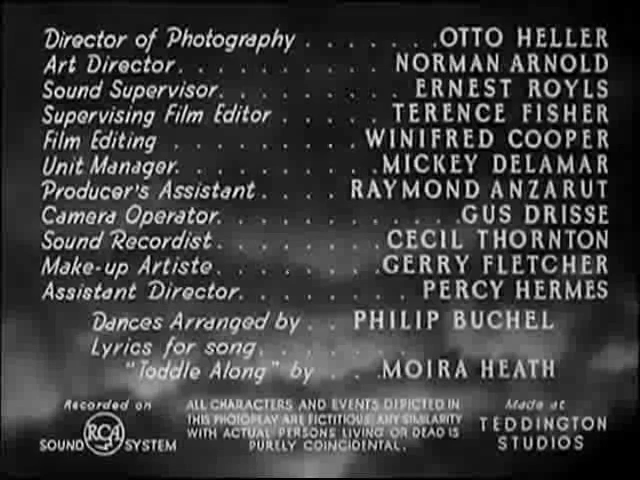 Director of Photography . . . . . . . OTTO HELLER
Art Director . . . . . . . . . . NORMAN ARNOLD
Sound Supervisor . . . . . . . . ERNEST ROYLS
Supervising Film Editor . . . . . TERENCE FISHER
Film Editing . . . . . . . . . WINIFRED COOPER
Unit Manager . . . . . . . . . MICKEY DELAMAR
Producer's Assistant . . . . RAYMOND ANZARUT
Camera Operator . . . . . . . . . . GUS DRISSE
Sound Recordist . . . . . . . CECIL THORNTON
Make-up Artiste . . . . . . . GERRY FLETCHER
Assistant Director . . . . . . . PERCY HERMES
Dances Arranged by . . PHILIP BUCHEL
Lyrics for song . . . . . . .
"Toddle Along" by . . . MOIRA HEATH
Recorded on
RCA
SOUND SYSTEM
ALL CHARACTERS AND EVENTS DEPICTED IN
THIS PHOTOPLAY ARE FICTITIOUS. ANY SIMILARITY
WITH ACTUAL PERSONS LIVING OR DEAD IS
PURELY COINCIDENTAL.
Made at
TEDDINGTON
STUDIOS